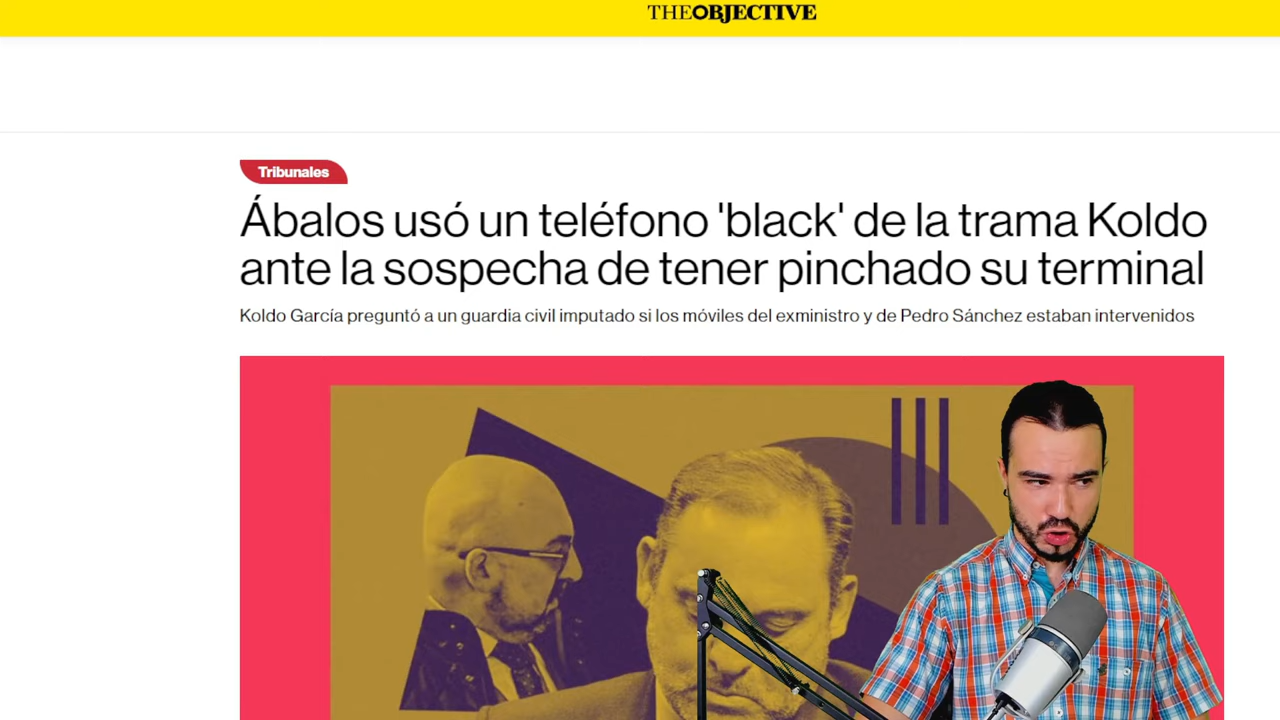 THEOBJECTIVE
Tribunales
Ábalos usó un teléfono 'black' de la trama Koldo
ante la sospecha de tener pinchado su terminal
Koldo García preguntó a un guardia civil imputado si los móviles del exministro y de Pedro Sánchez estaban intervenidos